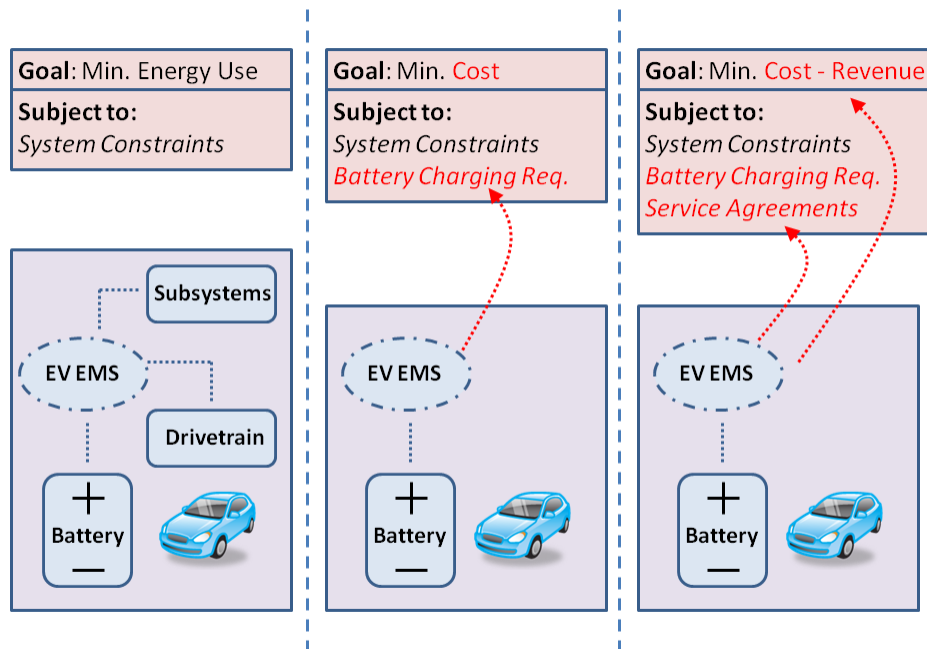 Goal: Min. Energy Use
Subject to:
System Constraints
Subsystems
EV EMS
Drivetrain
+
Battery
–
Goal: Min. Cost
Subject to:
System Constraints
Battery Charging Req.
EV EMS
+
Battery
–
Goal: Min. Cost - Revenue
Subject to:
System Constraints
Battery Charging Req.
Service Agreements
EV EMS
+
Battery
–